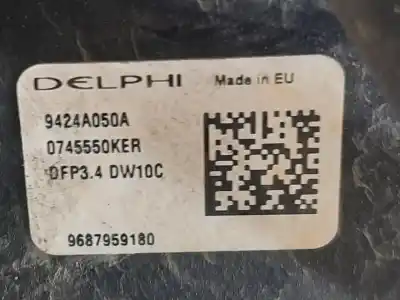 DELPHI Made in EU
9424A050A
0745550KER
DFP3.4 DW10C
9687959180